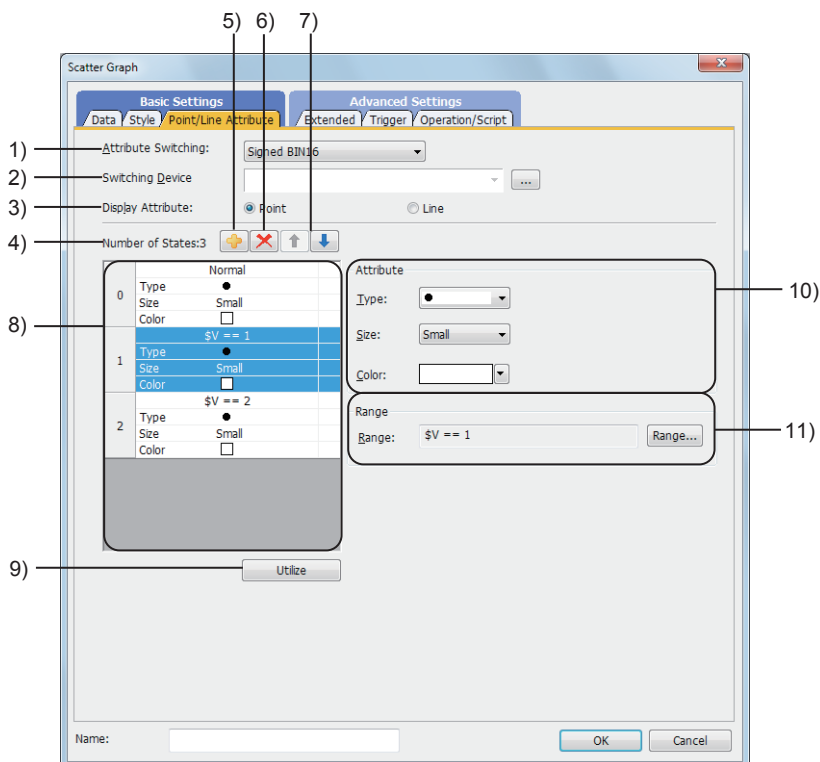 5) 6) 7)
Scatter Graph
Basic Settings Advanced Settings
Data Style Point/Line Attribute Extended Trigger Operation/Script
1) Attribute Switching: Signed BIN16
2) Switching Device ...
3) Display Attribute: Point Line
4) Number of States:3
Normal
0 Type
Size Small
Color
8) $V == 1
1 Type
Size Small
Color
$V == 2
2 Type
Size Small
Color
Attribute
Type:
Size: Small
Color:
10)
Range
Range: $V == 1 Range...
11)
9) Utilize
Name: OK Cancel